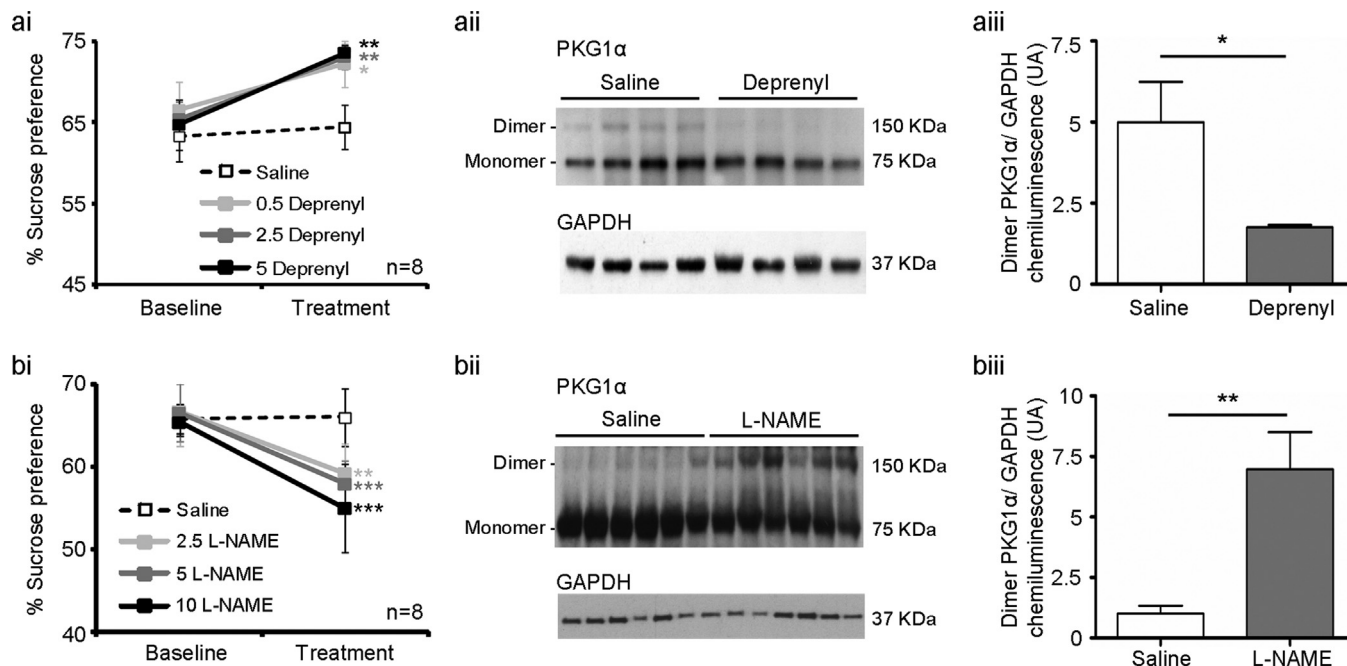 ai
75
65
55
45
% Sucrose preference
**
**
*
Saline
0.5 Deprenyl
2.5 Deprenyl
5 Deprenyl
n=8
Baseline
Treatment
aii
PKG1α
Saline
Deprenyl
Dimer
150 KDa
Monomer
75 KDa
GAPDH
37 KDa
aiii
Dimer PKG1α/ GAPDH
chemiluminescence (UA)
7.5
5
2.5
0
*
Saline
Deprenyl
bi
70
60
50
40
% Sucrose preference
**
***
***
Saline
2.5 L-NAME
5 L-NAME
10 L-NAME
n=8
Baseline
Treatment
bii
PKG1α
Saline
L-NAME
Dimer
150 KDa
Monomer
75 KDa
GAPDH
37 KDa
biii
Dimer PKG1α/ GAPDH
chemiluminescence (UA)
10
7.5
5
2.5
0
**
Saline
L-NAME